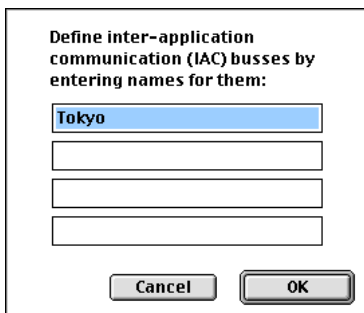 Define inter-application
communication (IAC) busses by
entering names for them:
Tokyo
Cancel OK